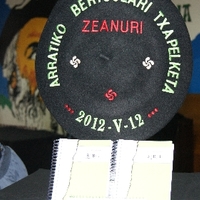 ARRATIKO BERTSOLARI TXAPELKETA
ZEANURI
2012-V-12